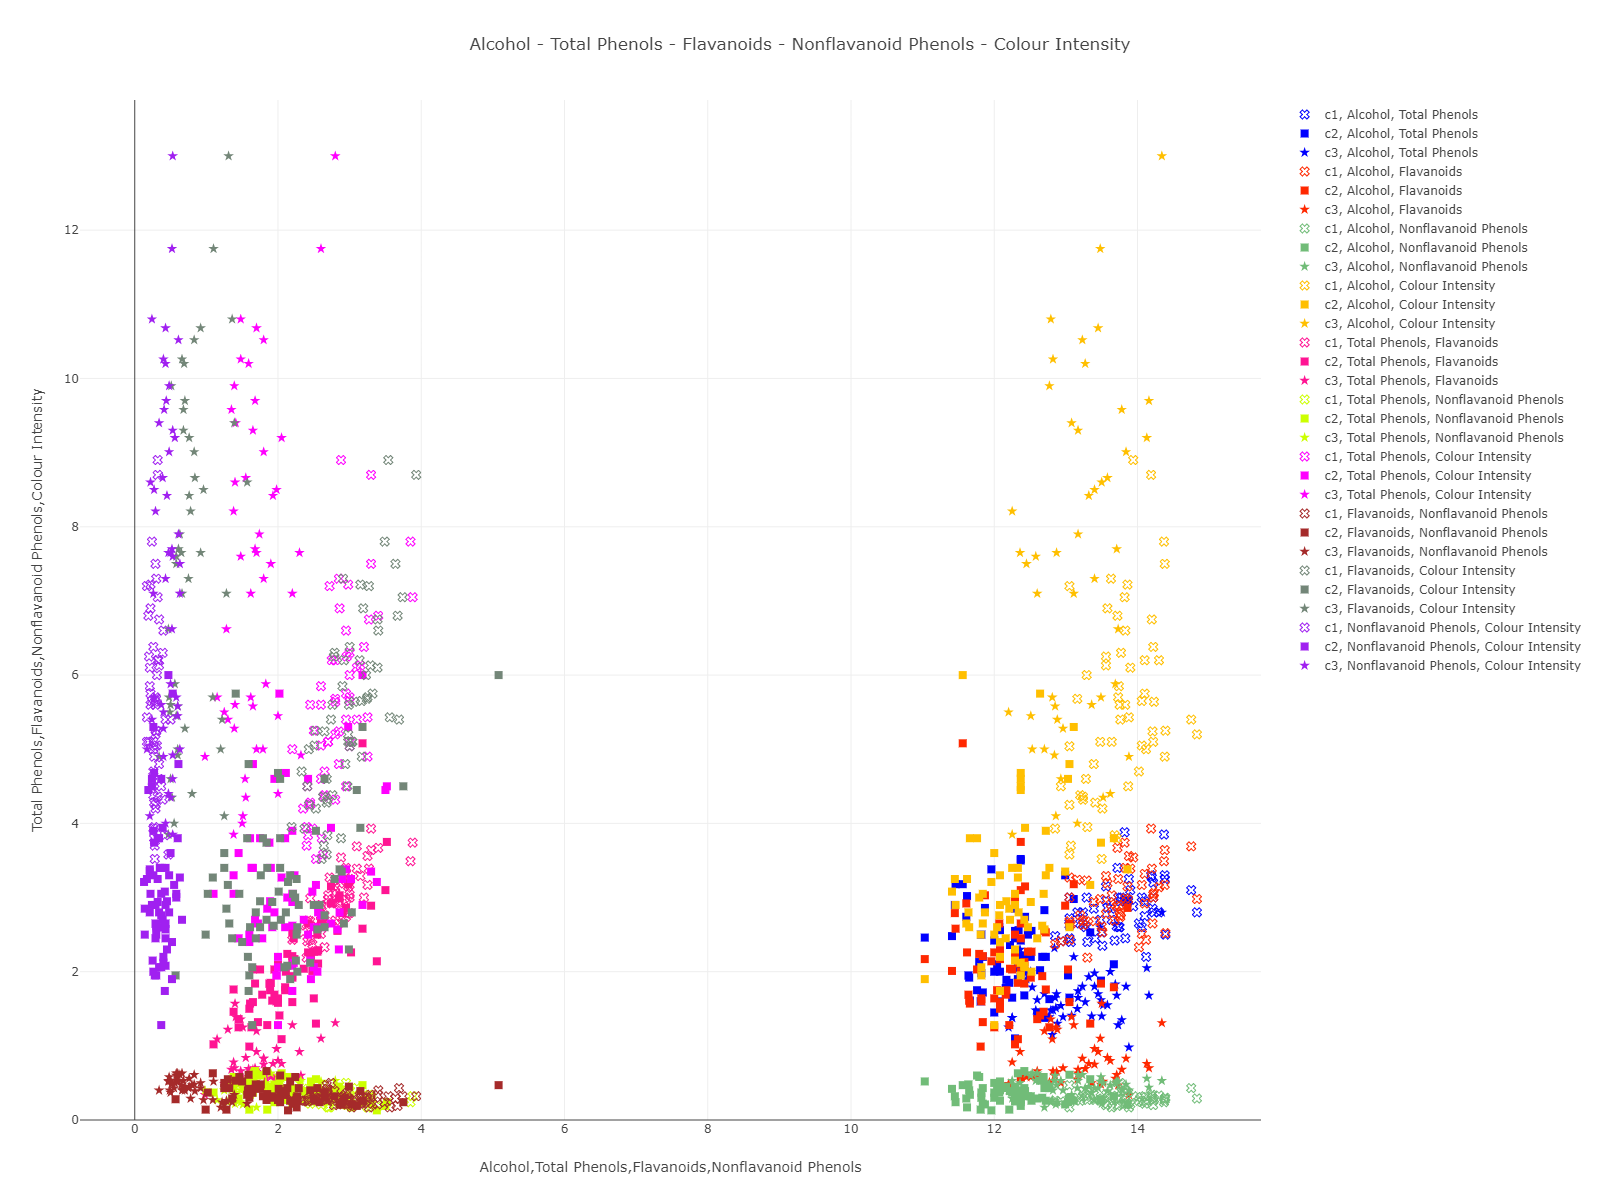 Alcohol - Total Phenols - Flavanoids - Nonflavanoid Phenols - Colour Intensity
Total Phenols,Flavanoids,Nonflavanoid Phenols,Colour Intensity
12
10
8
6
4
2
0
0 2 4 6 8 10 12 14
Alcohol,Total Phenols,Flavanoids,Nonflavanoid Phenols
c1, Alcohol, Total Phenols
c2, Alcohol, Total Phenols
c3, Alcohol, Total Phenols
c1, Alcohol, Flavanoids
c2, Alcohol, Flavanoids
c3, Alcohol, Flavanoids
c1, Alcohol, Nonflavanoid Phenols
c2, Alcohol, Nonflavanoid Phenols
c3, Alcohol, Nonflavanoid Phenols
c1, Alcohol, Colour Intensity
c2, Alcohol, Colour Intensity
c3, Alcohol, Colour Intensity
c1, Total Phenols, Flavanoids
c2, Total Phenols, Flavanoids
c3, Total Phenols, Flavanoids
c1, Total Phenols, Nonflavanoid Phenols
c2, Total Phenols, Nonflavanoid Phenols
c3, Total Phenols, Nonflavanoid Phenols
c1, Total Phenols, Colour Intensity
c2, Total Phenols, Colour Intensity
c3, Total Phenols, Colour Intensity
c1, Flavanoids, Nonflavanoid Phenols
c2, Flavanoids, Nonflavanoid Phenols
c3, Flavanoids, Nonflavanoid Phenols
c1, Flavanoids, Colour Intensity
c2, Flavanoids, Colour Intensity
c3, Flavanoids, Colour Intensity
c1, Nonflavanoid Phenols, Colour Intensity
c2, Nonflavanoid Phenols, Colour Intensity
c3, Nonflavanoid Phenols, Colour Intensity